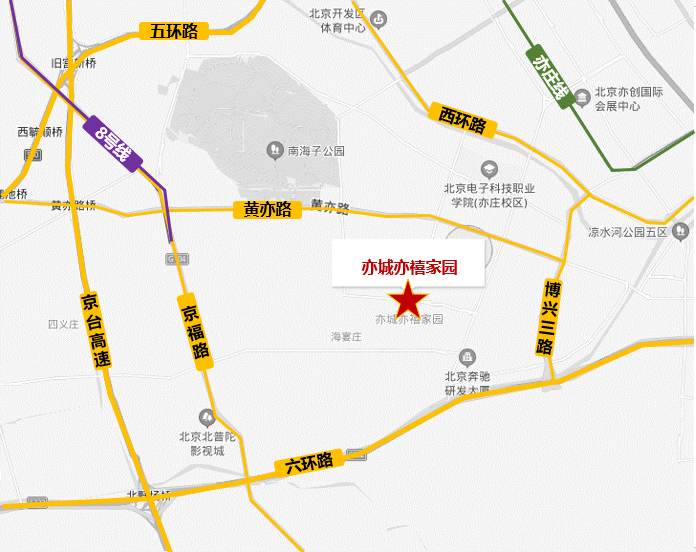 北京开发区
体育中心
五环路
旧宫新桥
亦庄线
北京亦创国际
会展中心
西环路
西毓顺桥
8号线
南海子公园
北京电子科技职业
学院(亦庄校区)
黄亦路桥
黄亦路
黄亦路
凉水河公园五区
G104
亦城亦禧家园
博兴三路
京台高速
京福路
亦城亦禧家园
四义庄
海宴庄
北京奔驰
研发大厦
北京北普陀
影视城
六环路